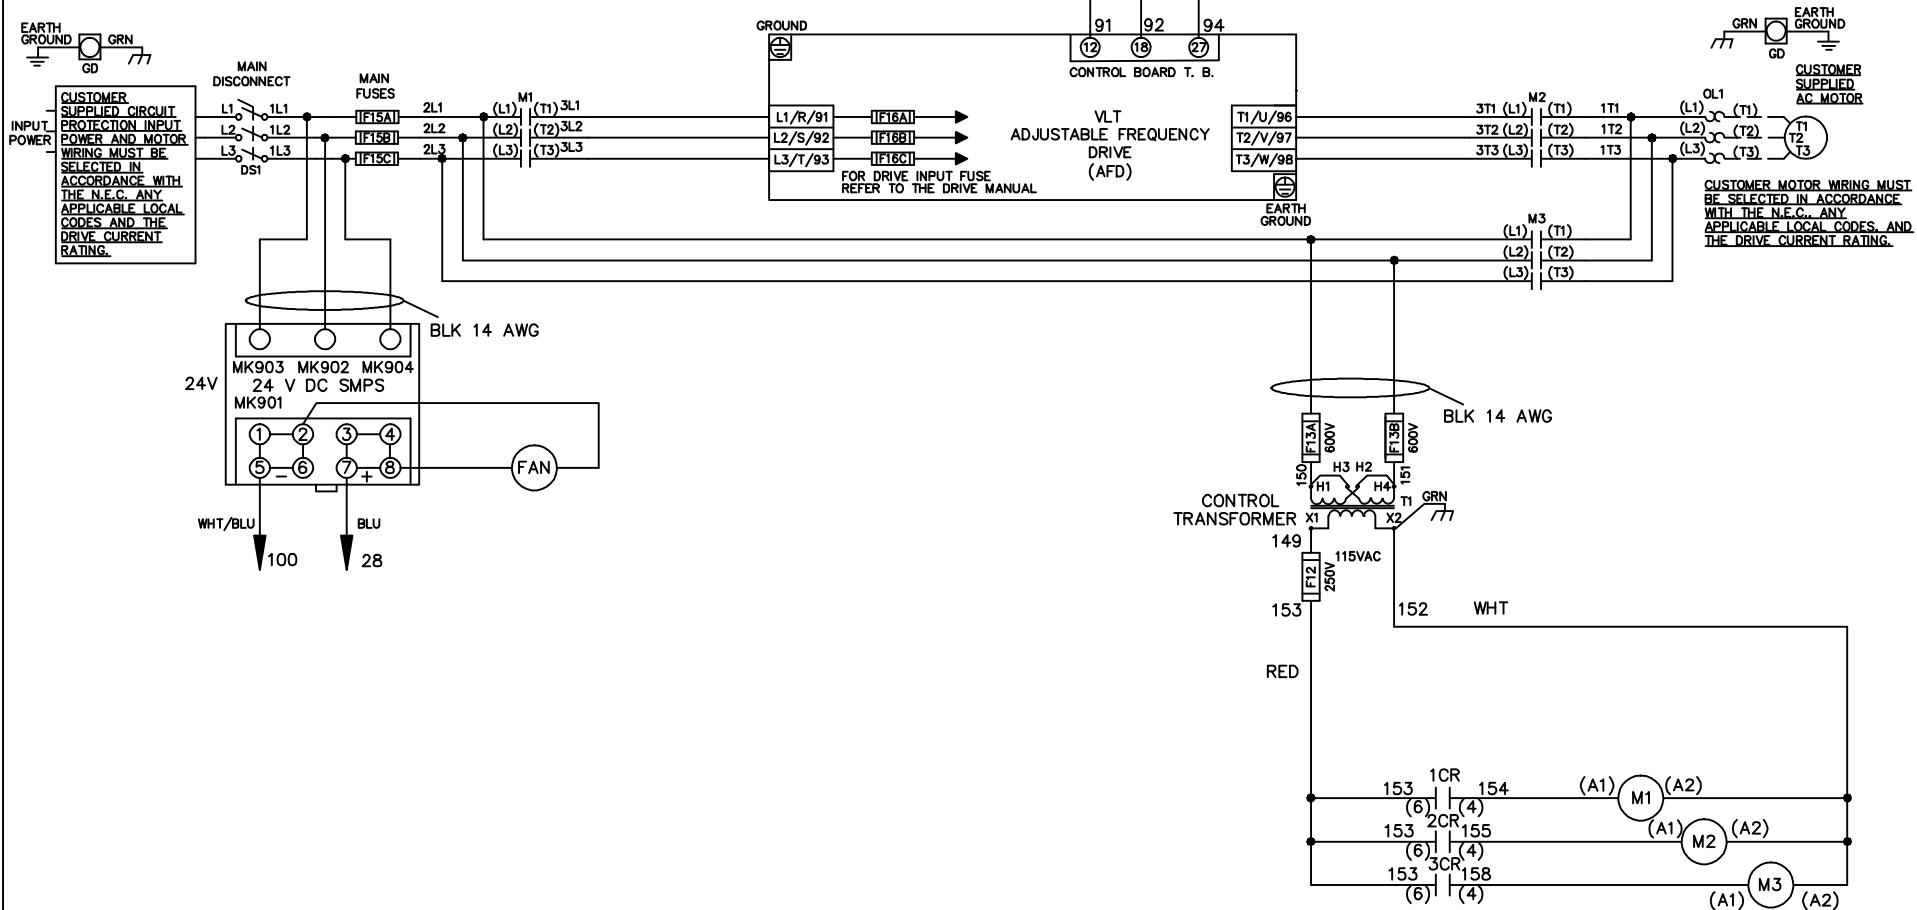 EARTH
GROUND
GRN
GD
INPUT
POWER
CUSTOMER
SUPPLIED CIRCUIT
PROTECTION INPUT
POWER AND MOTOR
WIRING MUST BE
SELECTED IN
ACCORDANCE WITH
THE N.E.C. ANY
APPLICABLE LOCAL
CODES AND THE
DRIVE CURRENT
RATING.
MAIN
DISCONNECT
L1 1L1
L2 1L2
L3 1L3
DS1
MAIN
FUSES
F15A
F15B
F15C
2L1
2L2
2L3
M1
(L1) (T1) 3L1
(L2) (T2) 3L2
(L3) (T3) 3L3
GROUND
91 92 94
12 18 27
CONTROL BOARD T. B.
L1/R/91
L2/S/92
L3/T/93
F16A
F16B
F16C
FOR DRIVE INPUT FUSE
REFER TO THE DRIVE MANUAL
VLT
ADJUSTABLE FREQUENCY
DRIVE
(AFD)
T1/U/96
T2/V/97
T3/W/98
EARTH
GROUND
M2
3T1 (L1) (T1) 1T1
3T2 (L2) (T2) 1T2
3T3 (L3) (T3) 1T3
M3
(L1) (T1)
(L2) (T2)
(L3) (T3)
OL1
(L1) (T1)
(L2) (T2)
(L3) (T3)
T1
T2
T3
GRN
EARTH
GROUND
GD
CUSTOMER
SUPPLIED
AC MOTOR
CUSTOMER MOTOR WIRING MUST
BE SELECTED IN ACCORDANCE
WITH THE N.E.C., ANY
APPLICABLE LOCAL CODES, AND
THE DRIVE CURRENT RATING.
BLK 14 AWG
MK903 MK902 MK904
24V
24 V DC SMPS
MK901
1 2 3 4
5 - 6 7 + 8
FAN
WHT/BLU
BLU
100
28
BLK 14 AWG
F13A
600V
F13B
600V
150
151
H3 H2
H1 H4
T1
GRN
CONTROL
TRANSFORMER
X1 X2
149
115VAC
F12
250V
153
152
WHT
RED
1CR
153 154
(6) (4)
(A1) M1 (A2)
2CR
153 155
(6) (4)
(A1) M2 (A2)
3CR
153 158
(6) (4)
(A1) M3 (A2)